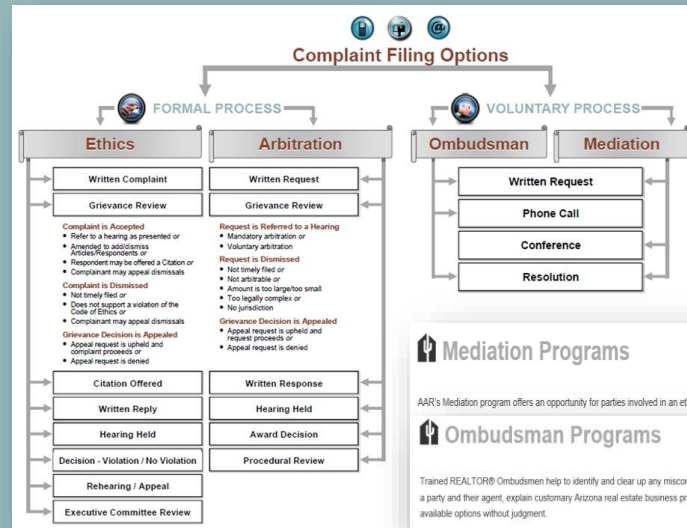 Complaint Filing Options
FORMAL PROCESS
VOLUNTARY PROCESS
Ethics
Arbitration
Ombudsman
Mediation
Written Complaint
Grievance Review
Complaint is Accepted
• Refer to a hearing as presented or
• Amended to add/dismiss
Articles/Respondents or
• Respondent may be offered a Citation or
• Complainant may appeal dismissals
Complaint is Dismissed
• Not timely filed or
• Does not support a violation of the
Code of Ethics or
• Complainant may appeal dismissals
Grievance Decision is Appealed
• Appeal request is upheld and
complaint proceeds or
• Appeal request is denied
Citation Offered
Written Reply
Hearing Held
Decision - Violation / No Violation
Rehearing / Appeal
Executive Committee Review
Written Request
Grievance Review
Request is Referred to a Hearing
• Mandatory arbitration or
• Voluntary arbitration
Request is Dismissed
• Not timely filed or
• Not arbitrable or
• Amount is too large/too small
• Too legally complex or
• No jurisdiction
Grievance Decision is Appealed
• Appeal request is upheld and
request proceeds or
• Appeal request is denied
Written Response
Hearing Held
Award Decision
Procedural Review
Written Request
Phone Call
Conference
Resolution
Mediation Programs
AAR's Mediation program offers an opportunity for parties involved in an
Ombudsman Programs
Trained REALTOR® Ombudsmen help to identify and clear up any
a party and their agent, explain customary Arizona real estate business
available options without judgment.